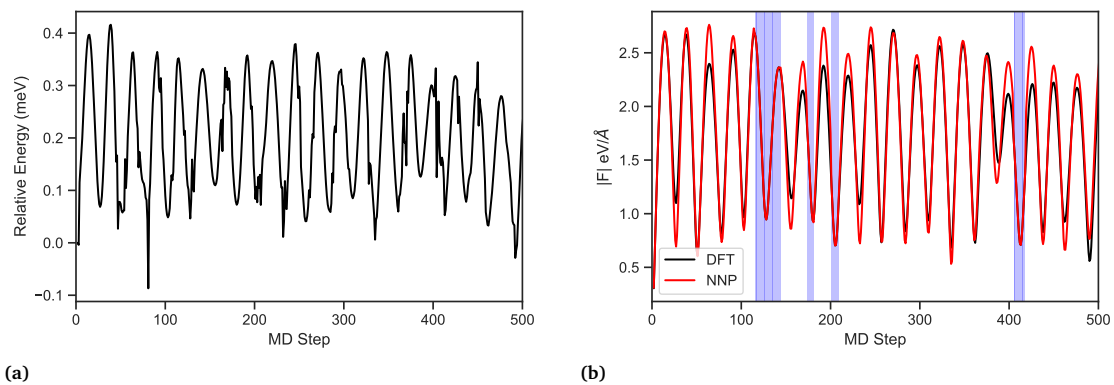 0.4
0.3
0.2
0.1
0.0
−0.1
Relative Energy (meV)
0 100 200 300 400 500
MD Step
(a)
2.5
2.0
1.5
1.0
0.5
|F| eV/Å
DFT
NNP
0 100 200 300 400 500
MD Step
(b)